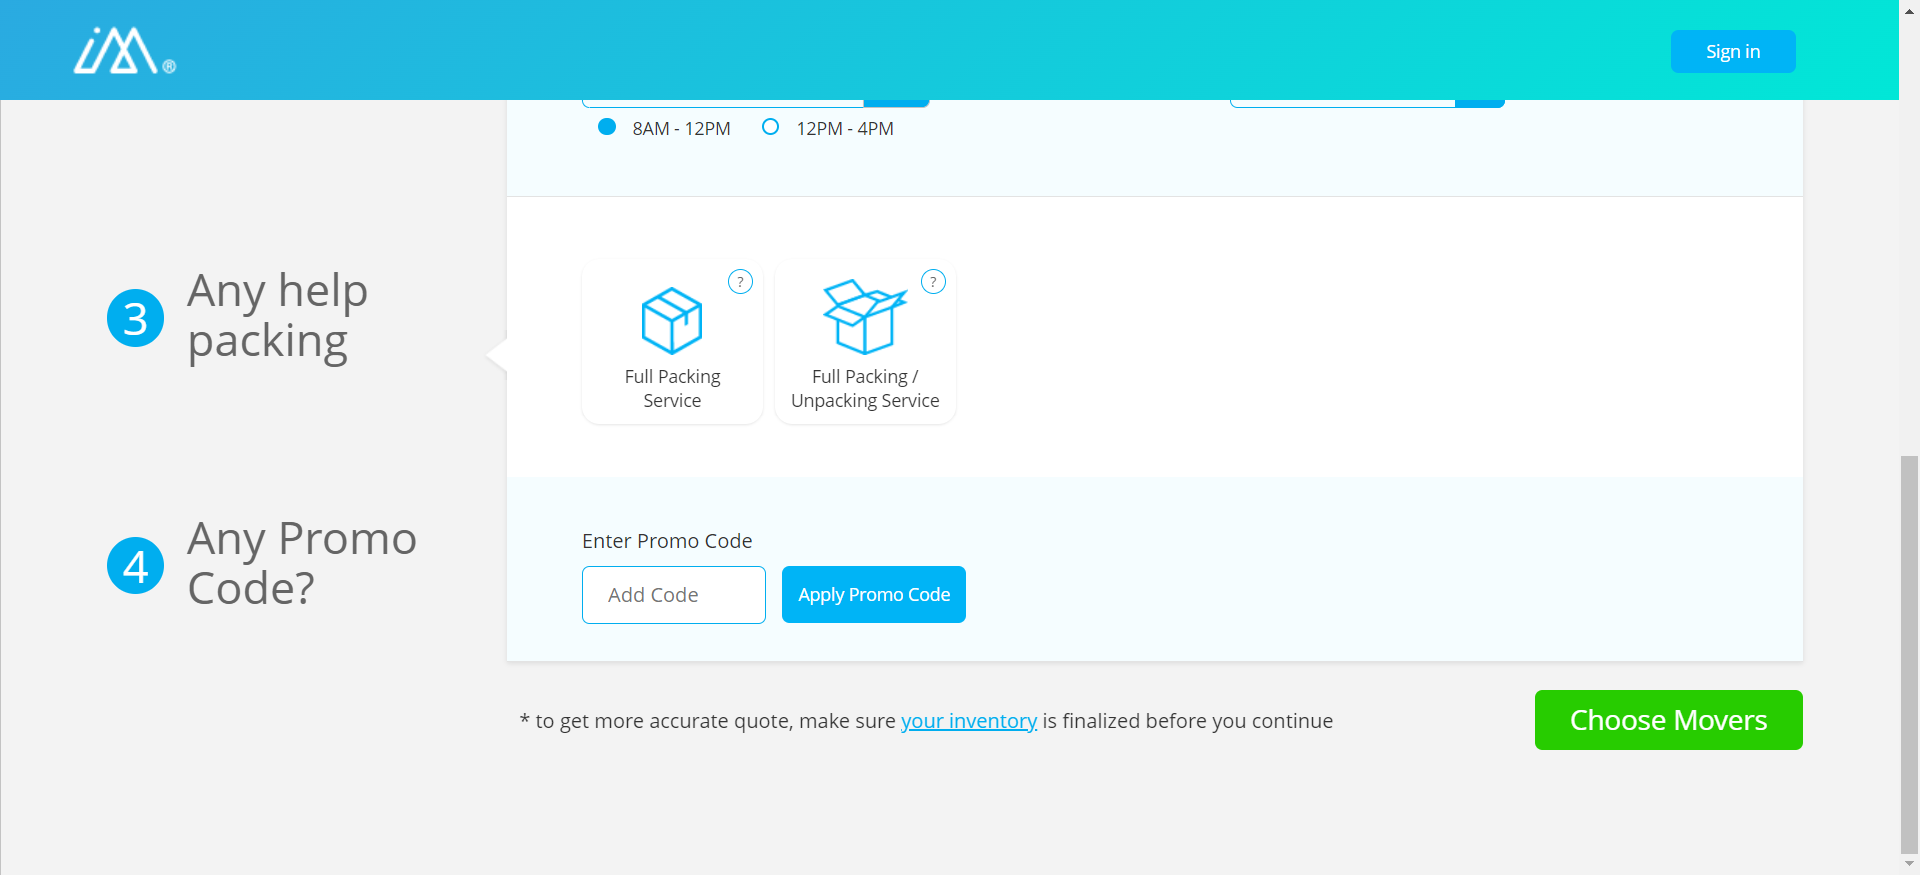 iM®
Sign in
8AM - 12PM
12PM - 4PM
3
Any help
packing
?
?
Full Packing
Service
Full Packing /
Unpacking Service
4
Any Promo
Code?
Enter Promo Code
Add Code
Apply Promo Code
* to get more accurate quote, make sure your inventory is finalized before you continue
Choose Movers